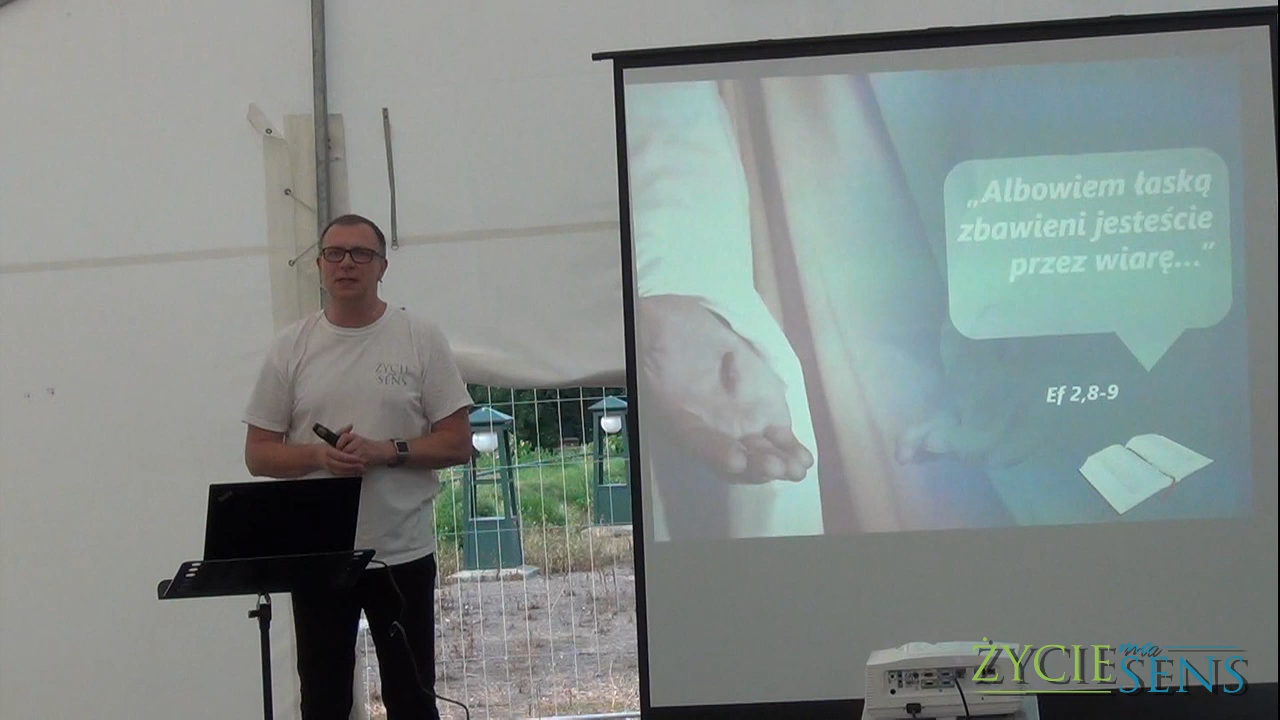 „Albowiem łaską
zbawieni jesteście
przez wiarę...“
Ef 2,8-9
ŻYCIE
SENS
ŻYCIE ma
SENS